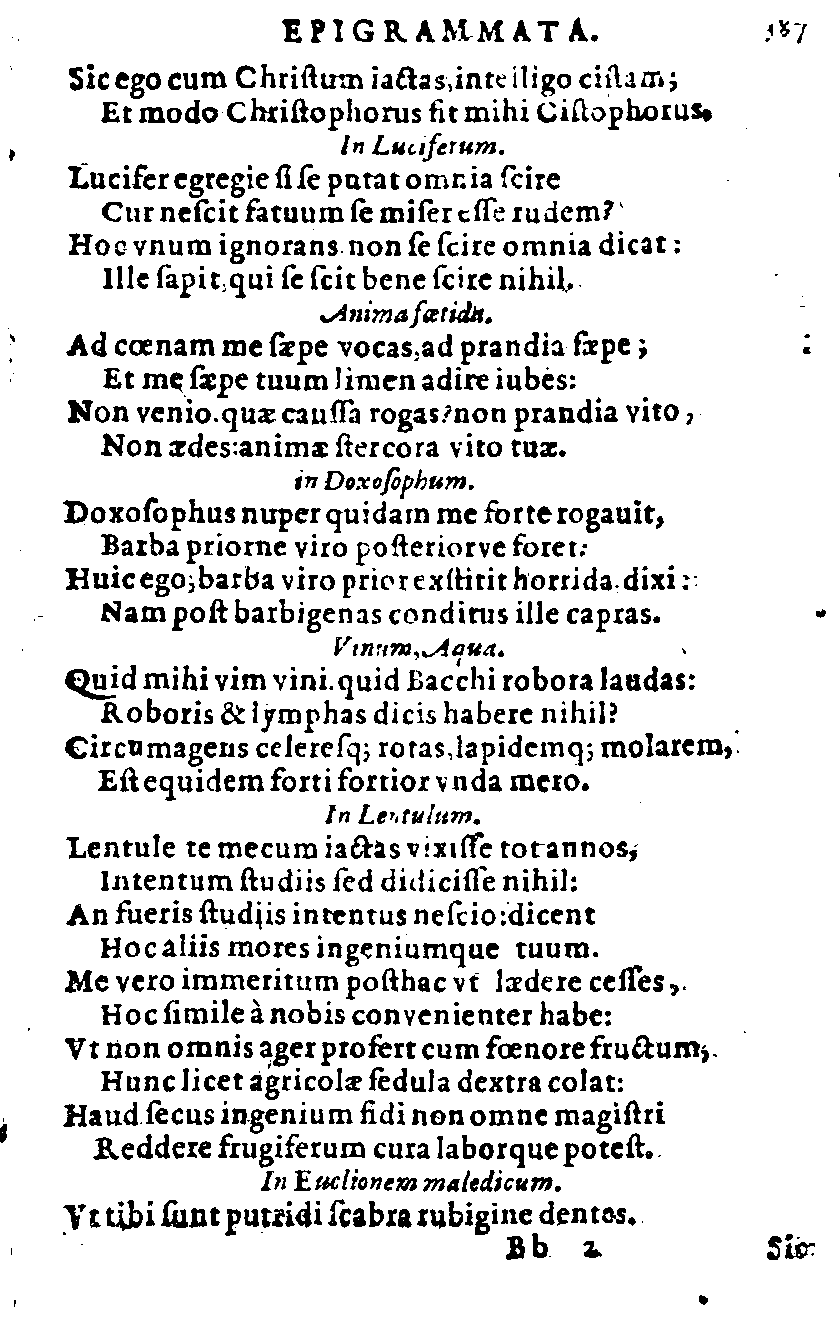 EPIGRAMMATA. 387
Sic ego cum Chriſtum iactas, intelligo ciſtam;
Et modo Chriſtophorus fit mihi Ciſtophorus.
In Luciferum.
Lucifer egregie ſi ſe putat omnia ſcire
Cur neſcit fatuum ſe miſer eſſe rudem?
Hoc vnum ignorans non ſe ſcire omnia dicat:
Ille ſapit, qui ſe ſcit bene ſcire nihil.
Anima fœtida.
Ad cœnam me ſæpe vocas, ad prandia ſæpe;
Et me ſæpe tuum limen adire iubes:
Non venio. quæ cauſſa rogas? non prandia vito,
Non ædes: animæ ſtercora vito tuæ.
in Doxoſophum.
Doxoſophus nuper quidam me forte rogauit,
Barba priorne viro poſteriorve foret:
Huic ego; barba viro prior exſtitit horrida. dixi:
Nam poſt barbigenas conditus ille capras.
Vinum, Aqua.
Quid mihi vim vini. quid Bacchi robora laudas:
Roboris & lymphas dicis habere nihil?
Circumagens celereſq; rotas, lapidemq; molarem,
Eſt equidem forti fortior vnda mero.
In Lentulum.
Lentule te mecum iactas vixiſſe tot annos,
Intentum ſtudiis ſed didiciſſe nihil:
An fueris ſtudiis intentus neſcio: dicent
Hoc aliis mores ingeniumque tuum.
Me vero immeritum poſthac vt lædere ceſſes,
Hoc ſimile à nobis convenienter habe:
Vt non omnis ager profert cum fœnore fructum;
Hunc licet agricolæ ſedula dextra colat:
Haud ſecus ingenium fidi non omne magiſtri
Reddere frugiferum cura laborque poteſt.
In Euclionem maledicum.
Vt tibi ſunt putridi ſcabra rubigine dentes.
Bb 2 Sic